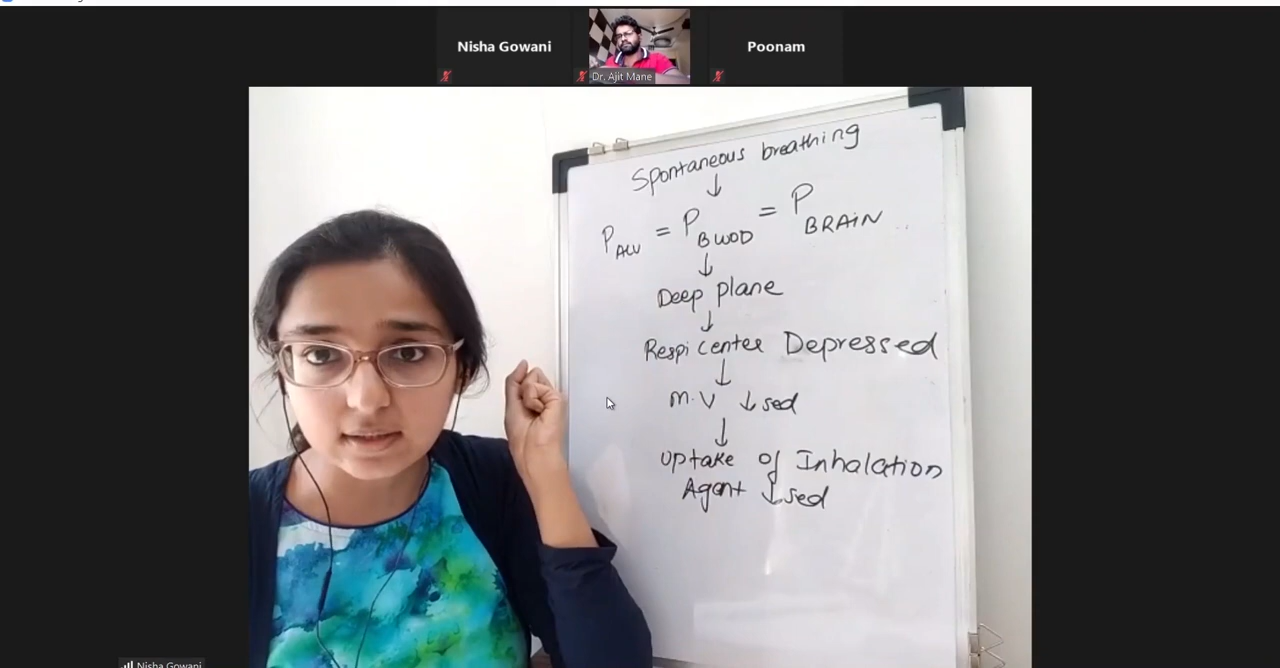 Nisha Gowani
Dr. Ajit Mane
Poonam
Spontaneous breathing
↓
P ALV = P BLOOD = P BRAIN
↓
Deep plane
↓
Respi center Depressed
↓
M.V ↓sed
↓
Uptake of Inhalation
Agent ↓sed
Nisha Gowani